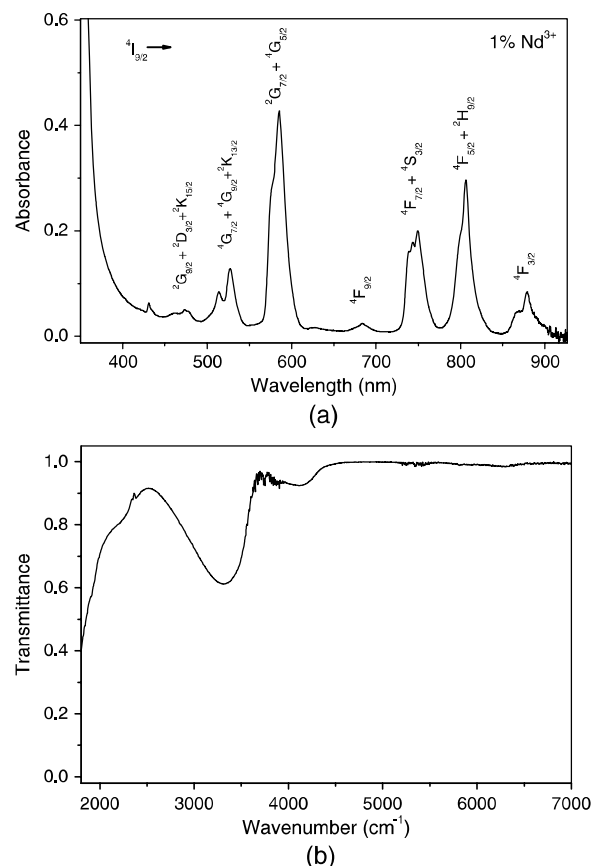 ⁴I₉/₂
1% Nd³⁺
²G₉/₂ + ²D₃/₂ + ²K₁₅/₂
⁴G₇/₂ + ⁴G₉/₂ + ²K₁₃/₂
²G₇/₂ + ⁴G₅/₂
⁴F₉/₂
⁴F₇/₂ + ⁴S₃/₂
⁴F₅/₂ + ²H₉/₂
⁴F₃/₂
Absorbance
0.6
0.4
0.2
0.0
400 500 600 700 800 900
Wavelength (nm)
(a)
Transmittance
1.0
0.8
0.6
0.4
0.2
0.0
2000 3000 4000 5000 6000 7000
Wavenumber (cm⁻¹)
(b)